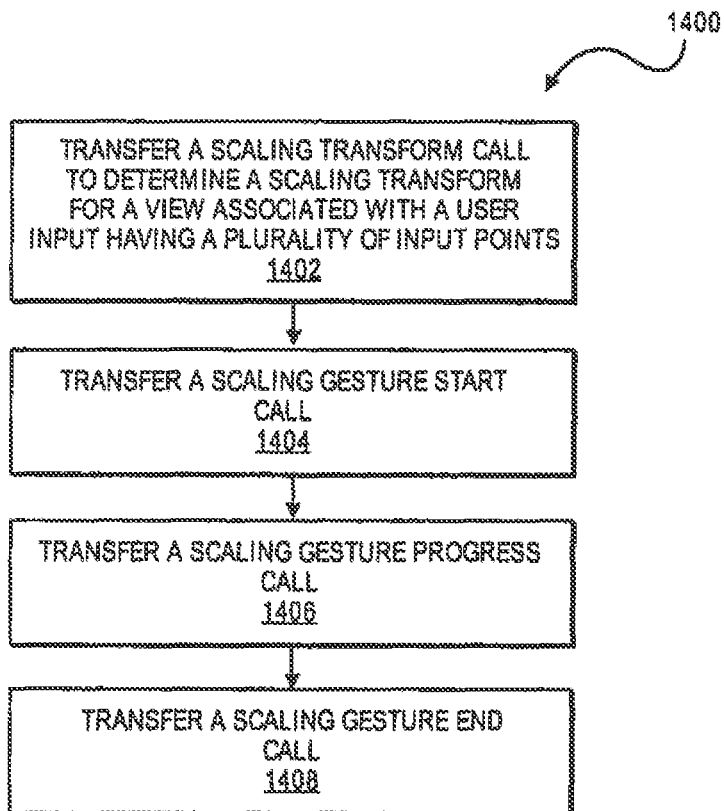 1400
TRANSFER A SCALING TRANSFORM CALL
TO DETERMINE A SCALING TRANSFORM
FOR A VIEW ASSOCIATED WITH A USER
INPUT HAVING A PLURALITY OF INPUT POINTS
1402
TRANSFER A SCALING GESTURE START
CALL
1404
TRANSFER A SCALING GESTURE PROGRESS
CALL
1406
TRANSFER A SCALING GESTURE END
CALL
1408